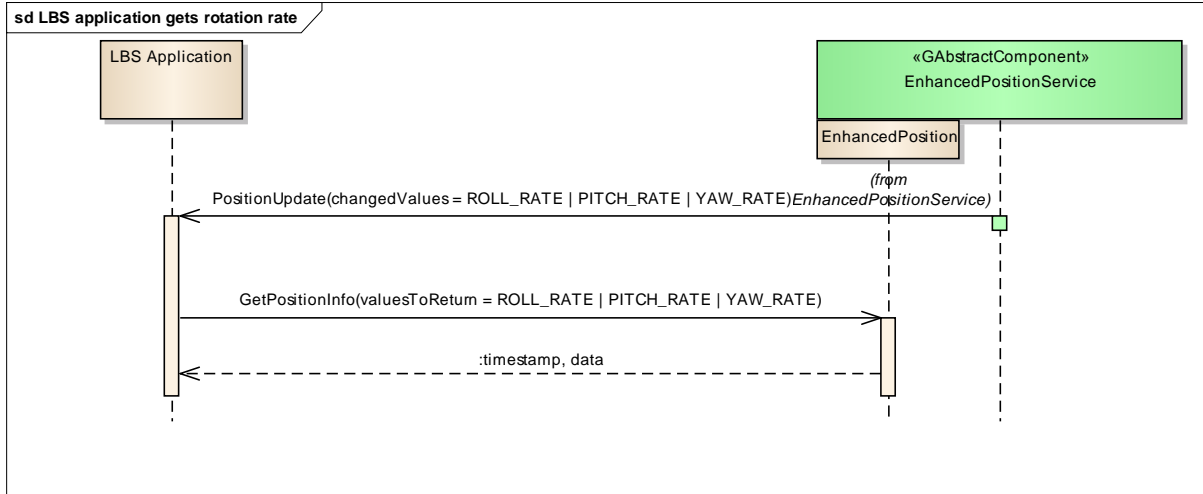 sd LBS application gets rotation rate
LBS Application
«GAbstractComponent»
EnhancedPositionService
EnhancedPosition
(from
EnhancedPositionService)
PositionUpdate(changedValues = ROLL_RATE | PITCH_RATE | YAW_RATE)
GetPositionInfo(valuesToReturn = ROLL_RATE | PITCH_RATE | YAW_RATE)
:timestamp, data